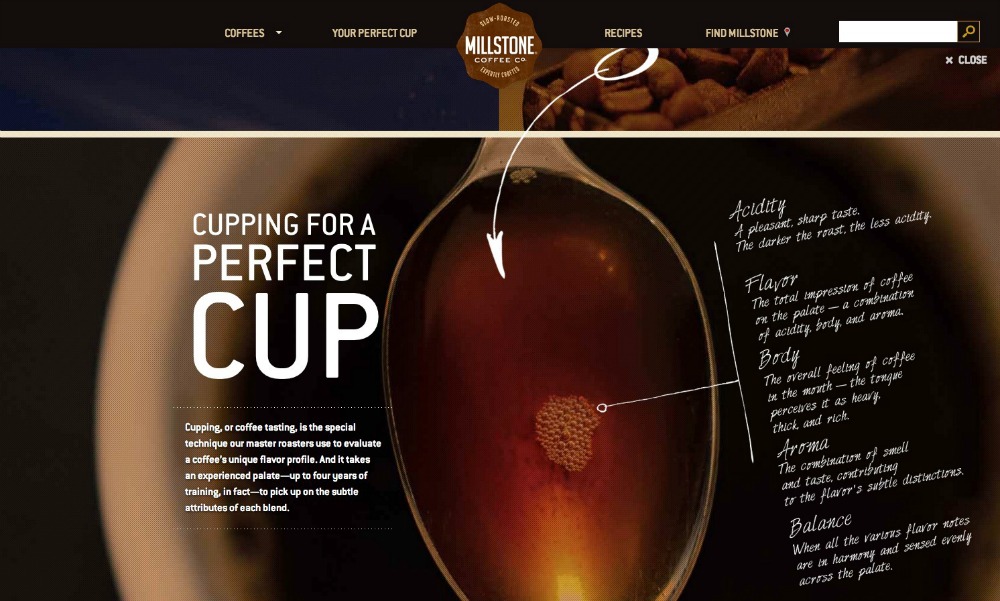 COFFEES
YOUR PERFECT CUP
SLOW-ROASTED
MILLSTONE
COFFEE CO.
EXPERTLY CRAFTED
RECIPES
FIND MILLSTONE
× CLOSE
CUPPING FOR A
PERFECT
CUP
Cupping, or coffee tasting, is the special
technique our master roasters use to evaluate
a coffee's unique flavor profile. And it takes
an experienced palate—up to four years of
training, in fact—to pick up on the subtle
attributes of each blend.
Acidity
A pleasant, sharp taste.
The darker the roast, the less acidity.
Flavor
The total impression of coffee
on the palate — a combination
of acidity, body, and aroma.
Body
The overall feeling of coffee
in the mouth — the tongue
perceives it as heavy,
thick, and rich.
Aroma
The combination of smell
and taste, contributing
to the flavor's subtle distinctions.
Balance
When all the various flavor notes
are in harmony and sensed evenly
across the palate.